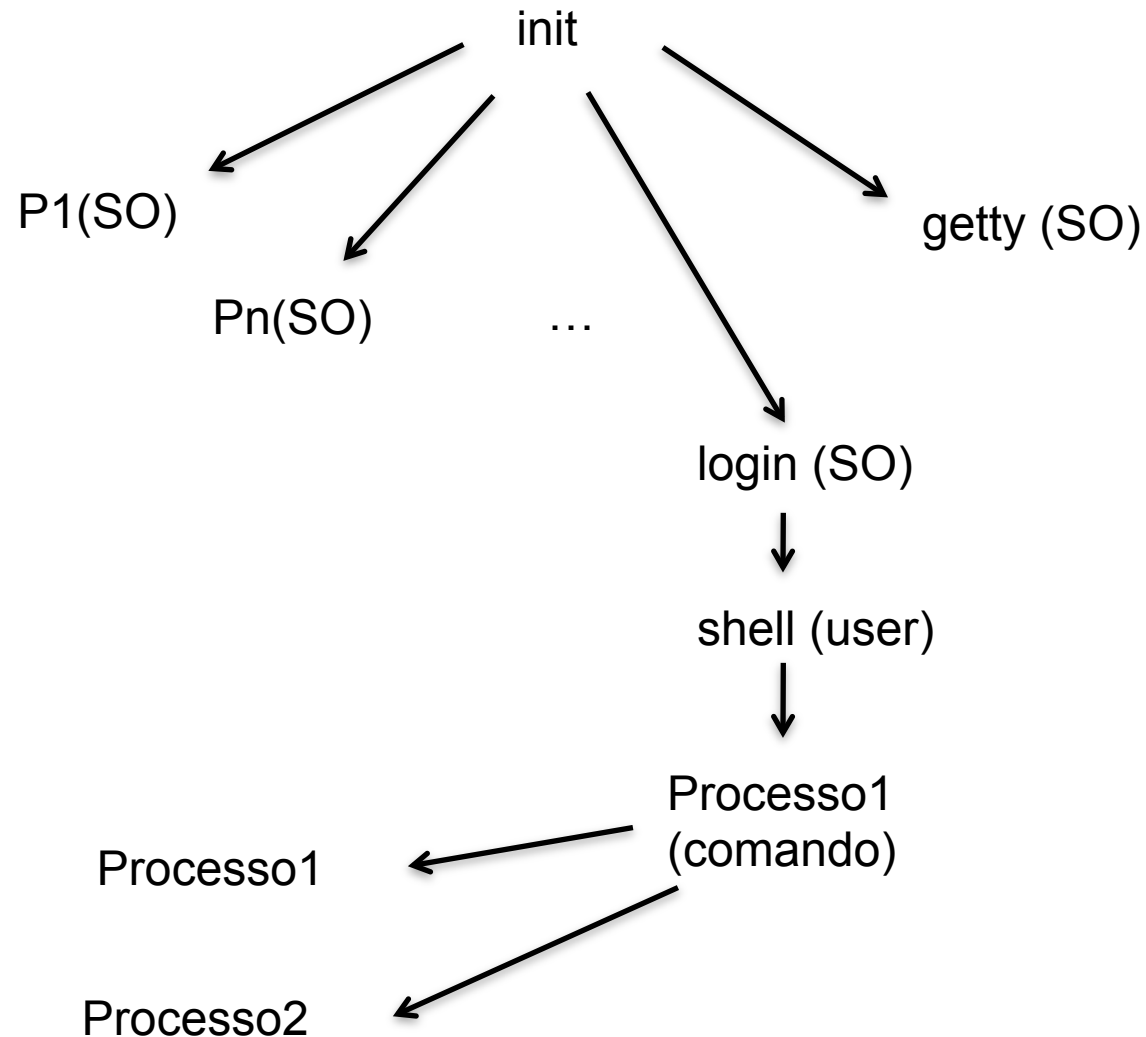 init
P1(SO)
getty (SO)
Pn(SO)
…
login (SO)
shell (user)
Processo1
(comando)
Processo1
Processo2